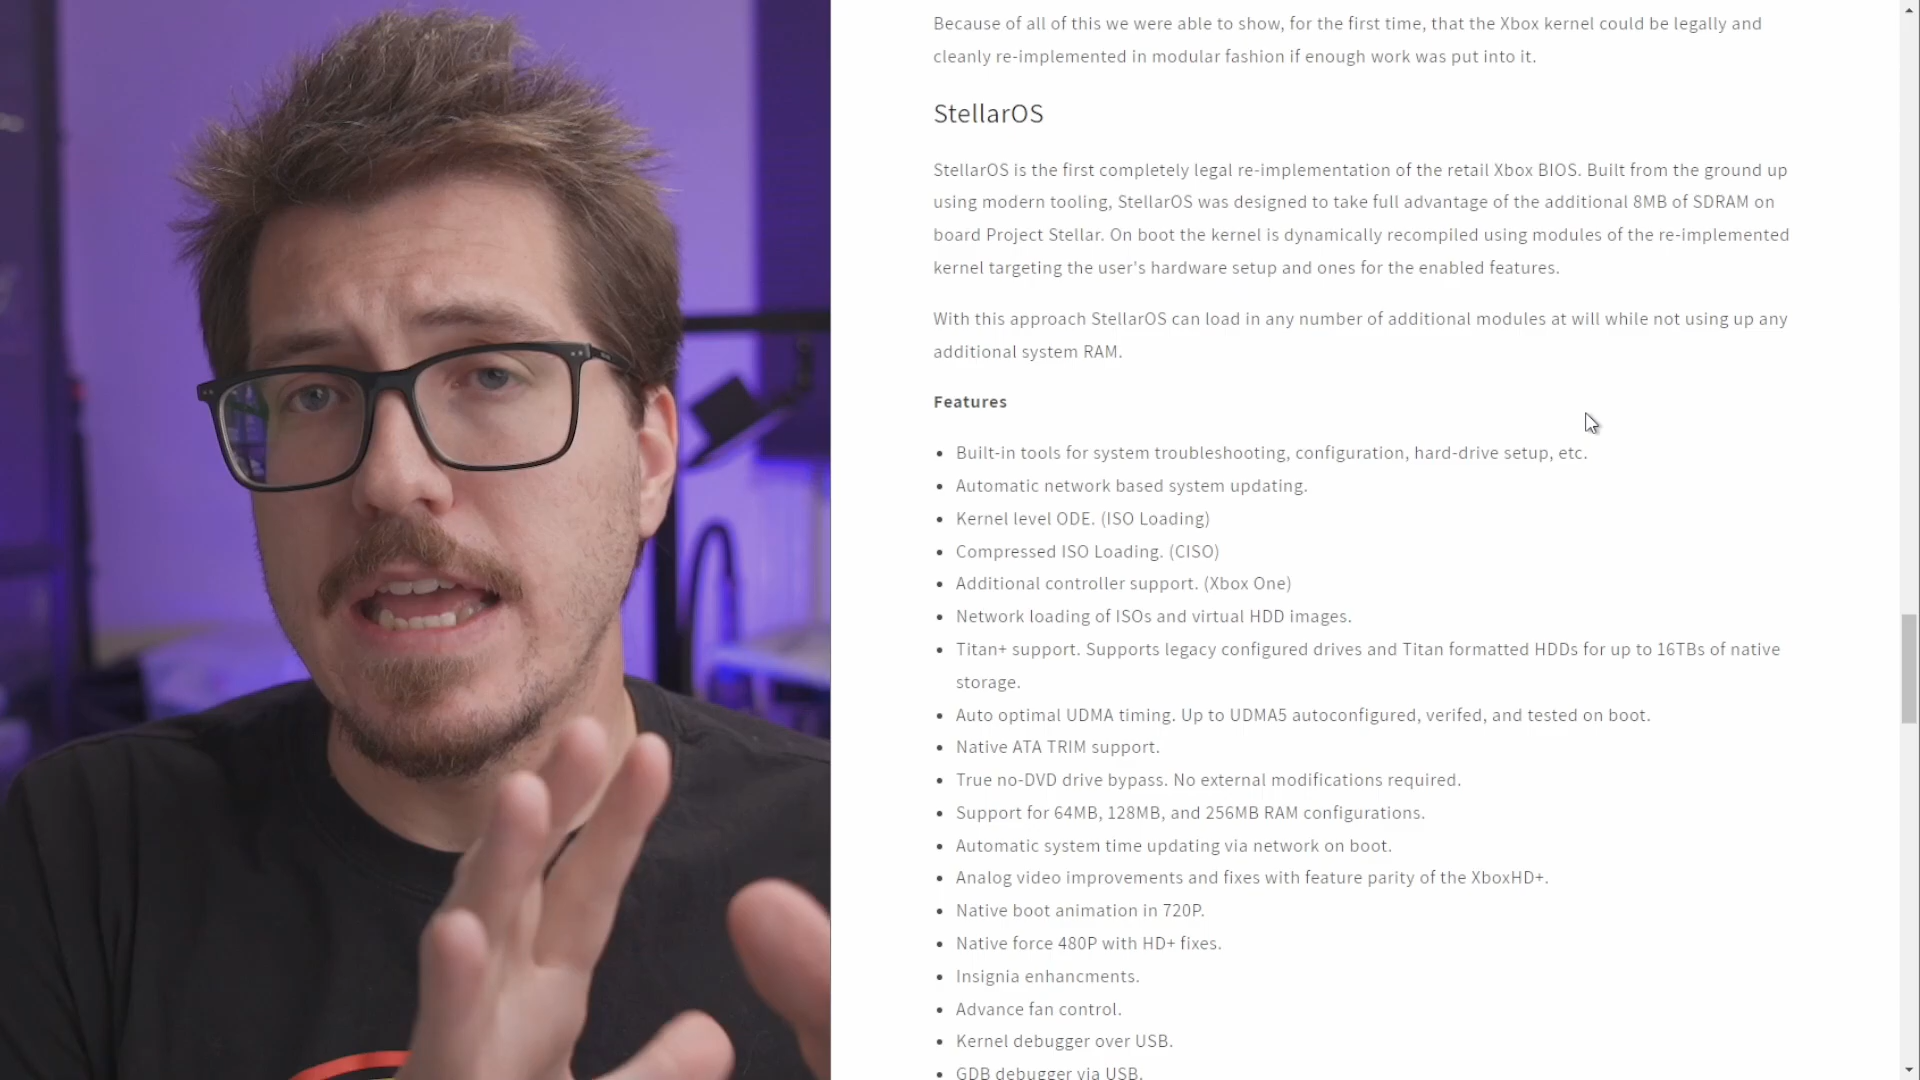 Because of all of this we were able to show, for the first time, that the Xbox kernel could be legally and
cleanly re-implemented in modular fashion if enough work was put into it.
StellarOS
StellarOS is the first completely legal re-implementation of the retail Xbox BIOS. Built from the ground up
using modern tooling, StellarOS was designed to take full advantage of the additional 8MB of SDRAM on
board Project Stellar. On boot the kernel is dynamically recompiled using modules of the re-implemented
kernel targeting the user's hardware setup and ones for the enabled features.
With this approach StellarOS can load in any number of additional modules at will while not using up any
additional system RAM.
Features
• Built-in tools for system troubleshooting, configuration, hard-drive setup, etc.
• Automatic network based system updating.
• Kernel level ODE. (ISO Loading)
• Compressed ISO Loading. (CISO)
• Additional controller support. (Xbox One)
• Network loading of ISOs and virtual HDD images.
• Titan+ support. Supports legacy configured drives and Titan formatted HDDs for up to 16TBs of native
storage.
• Auto optimal UDMA timing. Up to UDMA5 autoconfigured, verifed, and tested on boot.
• Native ATA TRIM support.
• True no-DVD drive bypass. No external modifications required.
• Support for 64MB, 128MB, and 256MB RAM configurations.
• Automatic system time updating via network on boot.
• Analog video improvements and fixes with feature parity of the XboxHD+.
• Native boot animation in 720P.
• Native force 480P with HD+ fixes.
• Insignia enhancments.
• Advance fan control.
• Kernel debugger over USB.
• GDB debugger via USB.